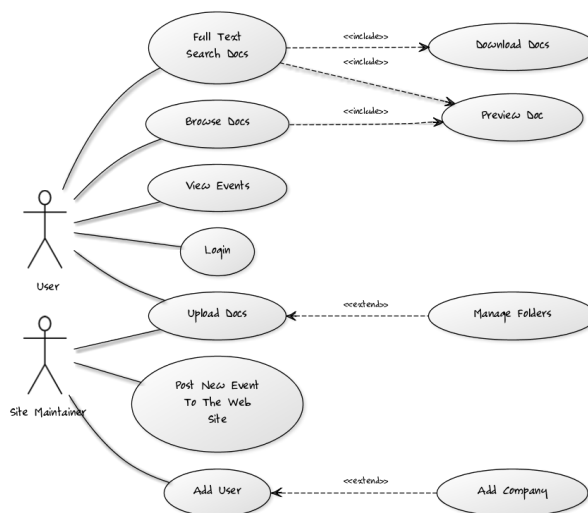 Full Text
Search Docs
<<include>>
Download Docs
<<include>>
Browse Docs
<<include>>
Preview Doc
View Events
Login
User
Upload Docs
<<extend>>
Manage Folders
Site Maintainer
Post New Event
To The Web
Site
Add User
<<extend>>
Add Company